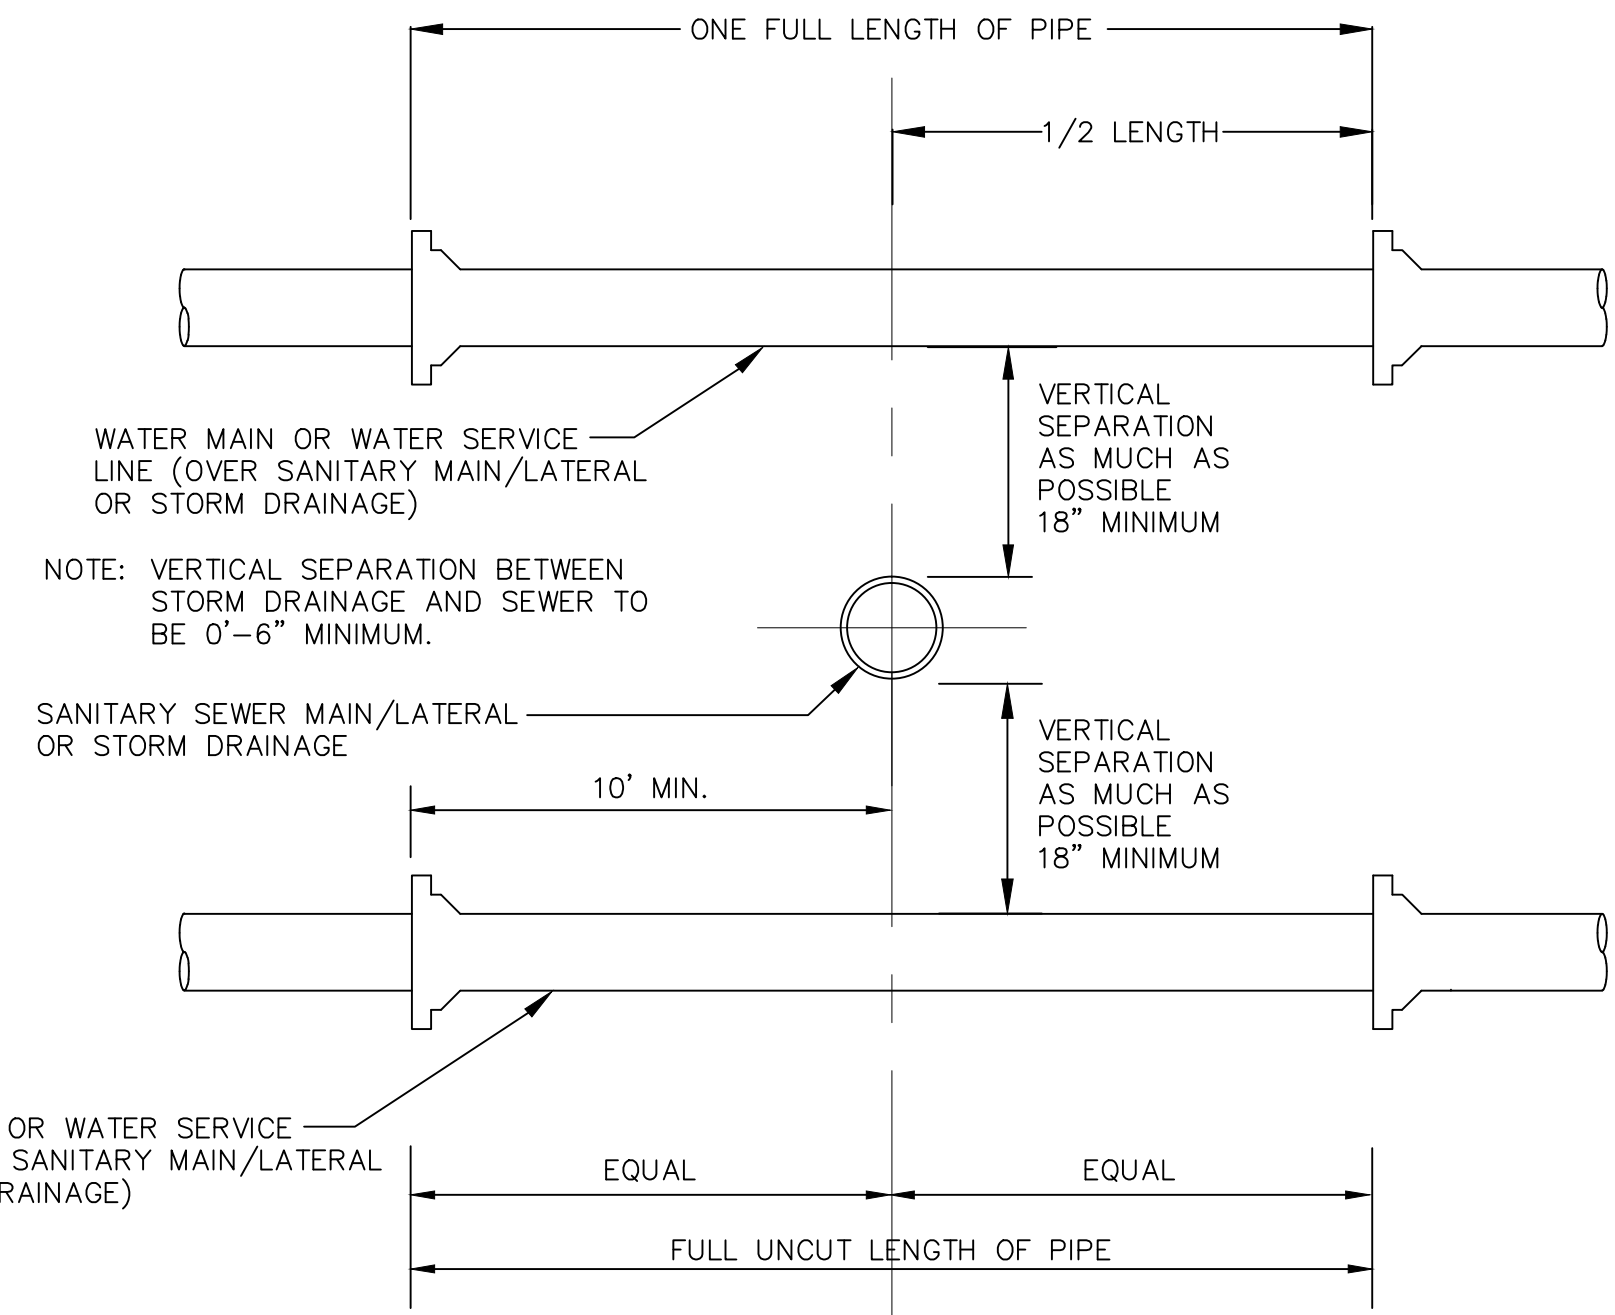 ONE FULL LENGTH OF PIPE
1/2 LENGTH
WATER MAIN OR WATER SERVICE
LINE (OVER SANITARY MAIN/LATERAL
OR STORM DRAINAGE)
VERTICAL
SEPARATION
AS MUCH AS
POSSIBLE
18" MINIMUM
NOTE: VERTICAL SEPARATION BETWEEN
STORM DRAINAGE AND SEWER TO
BE 0'-6" MINIMUM.
SANITARY SEWER MAIN/LATERAL
OR STORM DRAINAGE
VERTICAL
SEPARATION
AS MUCH AS
POSSIBLE
18" MINIMUM
10' MIN.
OR WATER SERVICE
SANITARY MAIN/LATERAL
RAINAGE)
EQUAL
EQUAL
FULL UNCUT LENGTH OF PIPE